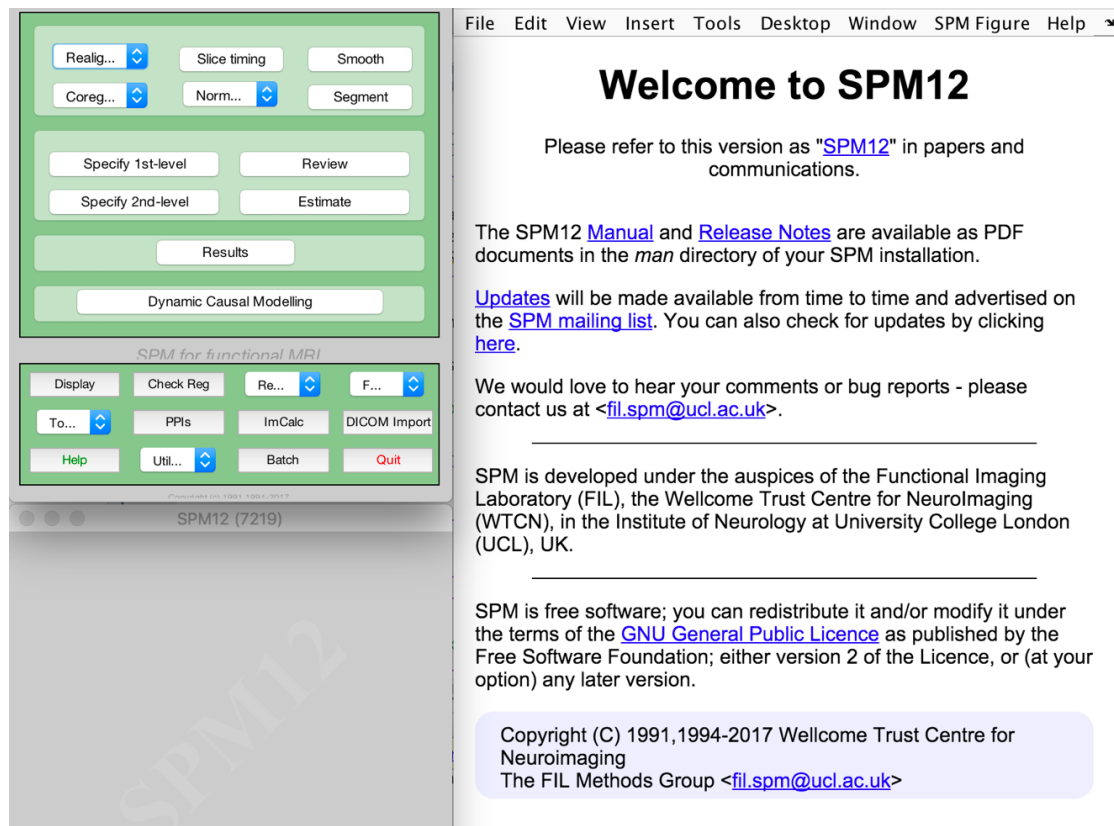 Realig...
Slice timing
Smooth
Coreg...
Norm...
Segment
Specify 1st-level
Review
Specify 2nd-level
Estimate
Results
Dynamic Causal Modelling
SPM for functional MRI
Display
Check Reg
Re...
F...
To...
PPIs
ImCalc
DICOM Import
Help
Util...
Batch
Quit
Copyright (c) 1991,1994-2017
SPM12 (7219)
SPM12
File Edit View Insert Tools Desktop Window SPM Figure Help
Welcome to SPM12
Please refer to this version as "SPM12" in papers and
communications.
The SPM12 Manual and Release Notes are available as PDF
documents in the man directory of your SPM installation.
Updates will be made available from time to time and advertised on
the SPM mailing list. You can also check for updates by clicking
here.
We would love to hear your comments or bug reports - please
contact us at <fil.spm@ucl.ac.uk>.
SPM is developed under the auspices of the Functional Imaging
Laboratory (FIL), the Wellcome Trust Centre for NeuroImaging
(WTCN), in the Institute of Neurology at University College London
(UCL), UK.
SPM is free software; you can redistribute it and/or modify it under
the terms of the GNU General Public Licence as published by the
Free Software Foundation; either version 2 of the Licence, or (at your
option) any later version.
Copyright (C) 1991,1994-2017 Wellcome Trust Centre for
Neuroimaging
The FIL Methods Group <fil.spm@ucl.ac.uk>